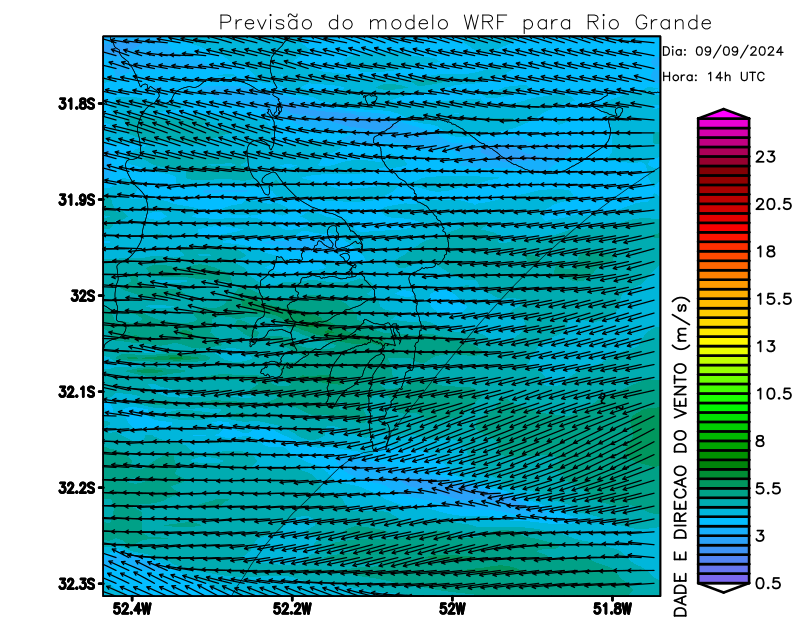 Previsão do modelo WRF para Rio Grande
Dia: 09/09/2024
Hora: 14h UTC
31.8S
31.9S
32S
32.1S
32.2S
32.3S
52.4W
52.2W
52W
51.8W
23
20.5
18
15.5
13
10.5
8
5.5
3
0.5
DADE E DIRECAO DO VENTO (m/s)